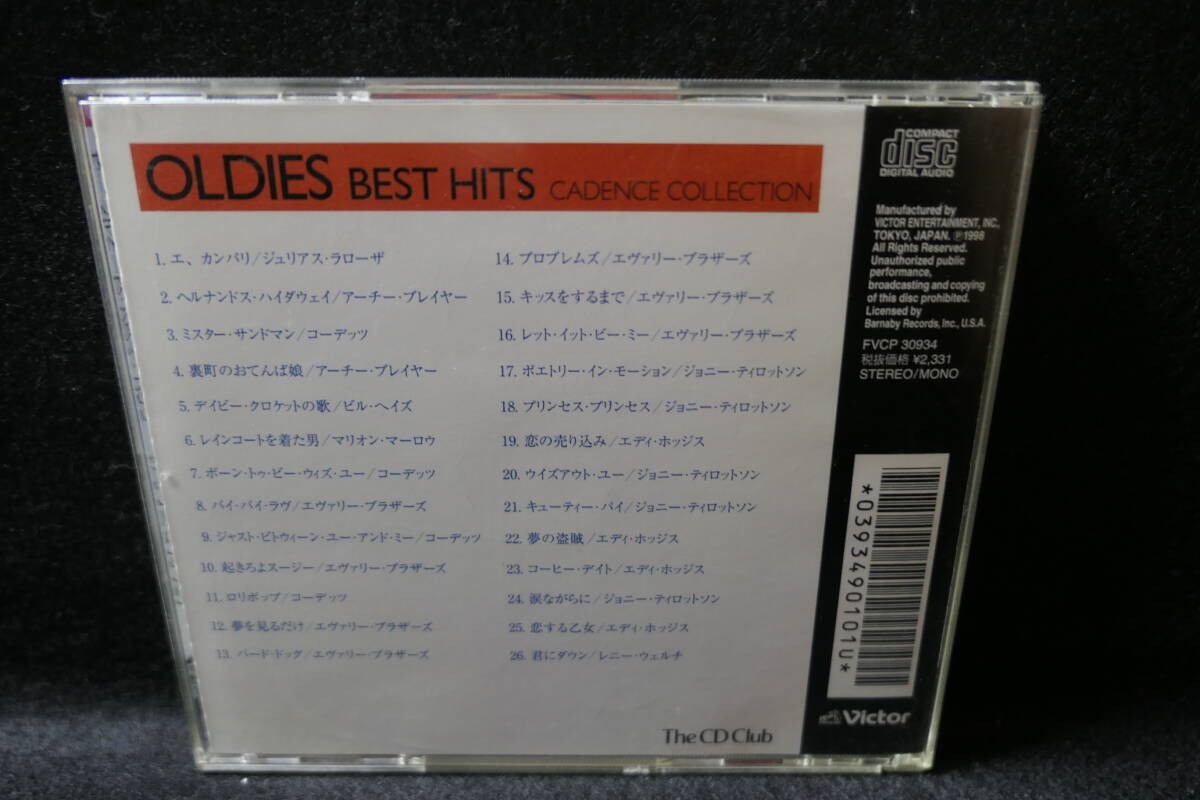 OLDIES BEST HITS CADENCE COLLECTION
1. エ、カンパリ/ジュリアス・ラローザ
2. ヘルナンドス・ハイダウェイ/アーチー・ブレイヤー
3. ミスター・サンドマン/コーデッツ
4. 裏町のおてんば娘/アーチー・ブレイヤー
5. デイビー・クロケットの歌/ビル・ヘイズ
6. レインコートを着た男/マリオン・マーロウ
7. ボーン・トゥ・ビー・ウィズ・ユー/コーデッツ
8. バイ・バイ・ラヴ/エヴァリー・ブラザーズ
9. ジャスト・ビトウィーン・ユー・アンド・ミー/コーデッツ
10. 起きろよスージー/エヴァリー・ブラザーズ
11. ロリポップ/コーデッツ
12. 夢を見るだけ/エヴァリー・ブラザーズ
13. バード・ドッグ/エヴァリー・ブラザーズ
14. プロブレムズ/エヴァリー・ブラザーズ
15. キッスをするまで/エヴァリー・ブラザーズ
16. レット・イット・ビー・ミー/エヴァリー・ブラザーズ
17. ポエトリー・イン・モーション/ジョニー・ティロットソン
18. プリンセス・プリンセス/ジョニー・ティロットソン
19. 恋の売り込み/エディ・ホッジス
20. ウイズアウト・ユー/ジョニー・ティロットソン
21. キューティー・パイ/ジョニー・ティロットソン
22. 夢の盗賊/エディ・ホッジス
23. コーヒー・デイト/エディ・ホッジス
24. 涙ながらに/ジョニー・ティロットソン
25. 恋する乙女/エディ・ホッジス
26. 君にダウン/レニー・ウェルチ
The CD Club
COMPACT
disc
DIGITAL AUDIO
Manufactured by
VICTOR ENTERTAINMENT, INC.,
TOKYO, JAPAN. Ⓟ1998
All Rights Reserved.
Unauthorized public
performance,
broadcasting and copying
of this disc prohibited.
Licensed by
Barnaby Records, Inc., U.S.A.
FVCP 30934
税抜価格 ¥2,331
STEREO/MONO
*0393490101U*
Victor